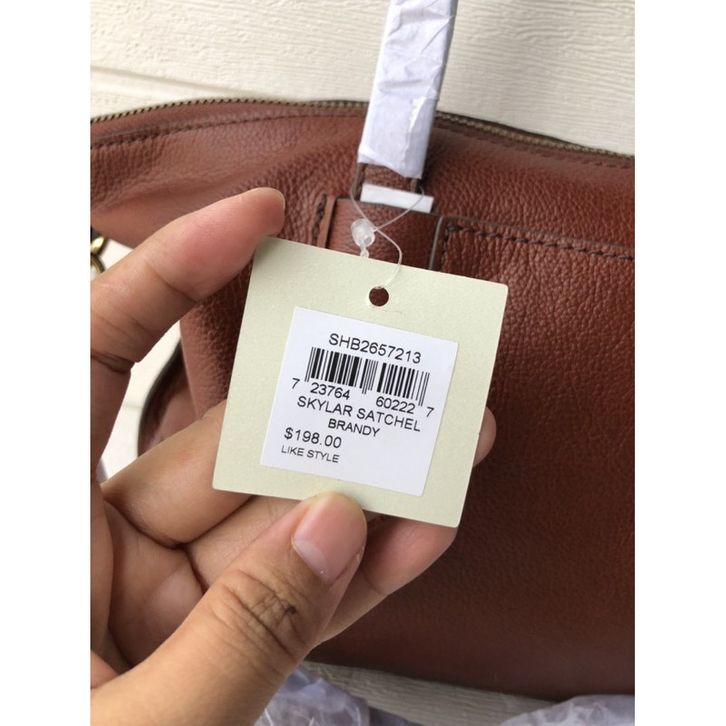 SHB2657213
7 23764 60222 7
SKYLAR SATCHEL
BRANDY
$198.00
LIKE STYLE